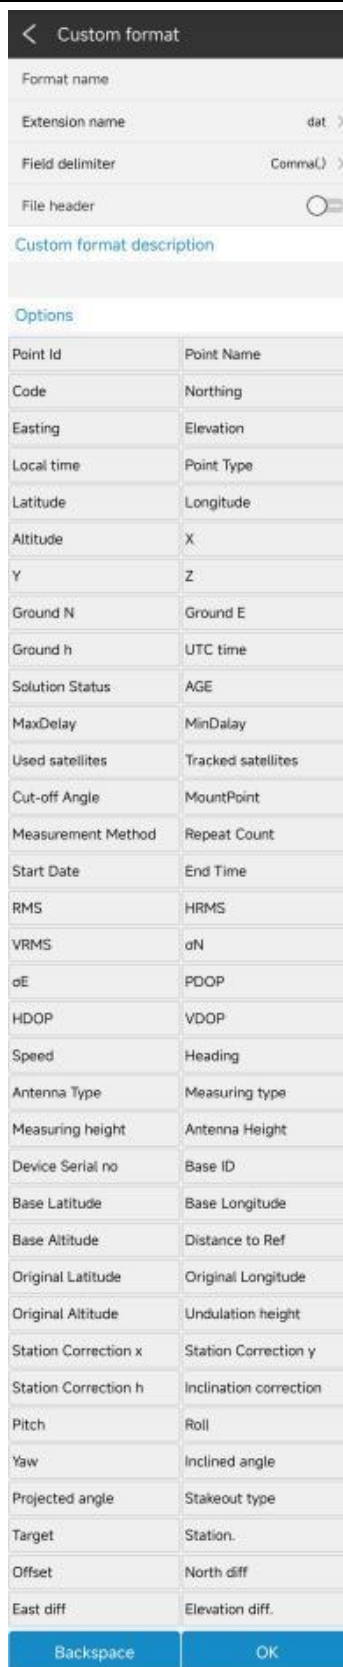 Custom format
Format name
Extension name dat
Field delimiter Comma(,)
File header
Custom format description
Options
Point Id Point Name
Code Northing
Easting Elevation
Local time Point Type
Latitude Longitude
Altitude X
Y Z
Ground N Ground E
Ground h UTC time
Solution Status AGE
MaxDelay MinDalay
Used satellites Tracked satellites
Cut-off Angle MountPoint
Measurement Method Repeat Count
Start Date End Time
RMS HRMS
VRMS σN
σE PDOP
HDOP VDOP
Speed Heading
Antenna Type Measuring type
Measuring height Antenna Height
Device Serial no Base ID
Base Latitude Base Longitude
Base Altitude Distance to Ref
Original Latitude Original Longitude
Original Altitude Undulation height
Station Correction x Station Correction y
Station Correction h Inclination correction
Pitch Roll
Yaw Inclined angle
Projected angle Stakeout type
Target Station.
Offset North diff
East diff Elevation diff.
Backspace OK